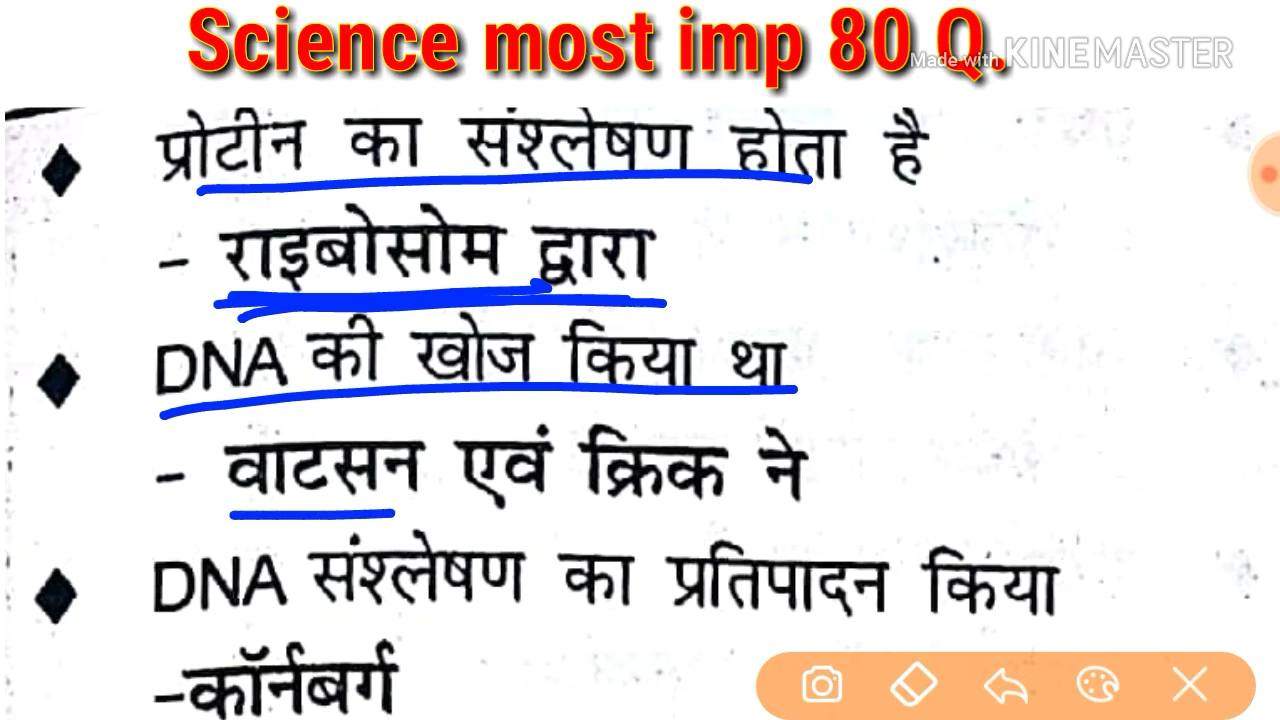 Science most imp 80 Q.
Made with KINEMASTER
प्रोटीन का संश्लेषण होता है
- राइबोसोम द्वारा
DNA की खोज किया था
- वाटसन एवं क्रिक ने
DNA संश्लेषण का प्रतिपादन किया
-कॉर्नबर्ग